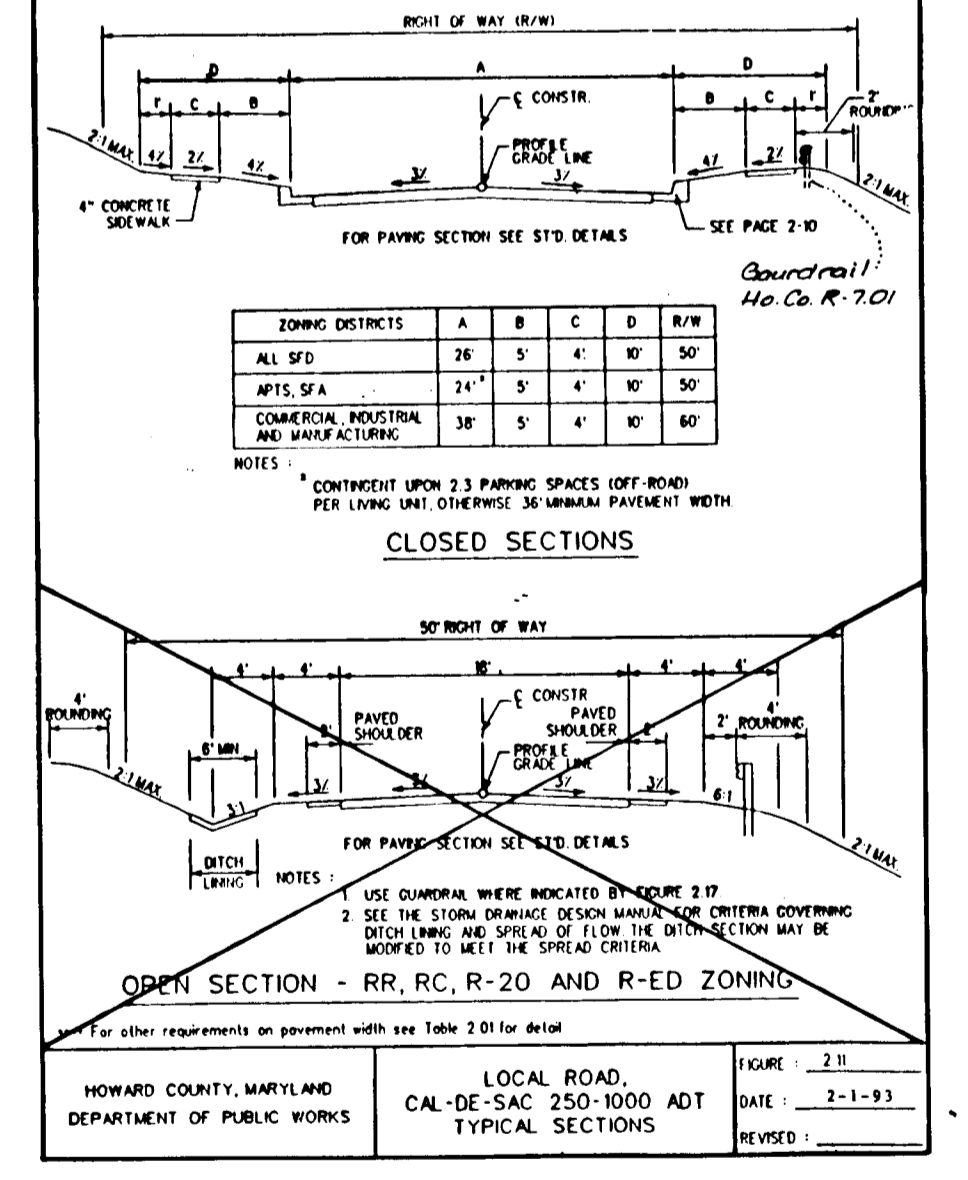 RIGHT OF WAY (R/W)
D A D
r C B ℄ CONSTR. B C r 2'
2:1 MAX. 4% 2% 4% 3% PROFILE GRADE LINE 3% 4% 2% 2:1 MAX.
4" CONCRETE
SIDEWALK
SEE PAGE 2-10
FOR PAVING SECTION SEE ST'D. DETAILS
Gaurdrail
Ho. Co. R-7.01
ZONING DISTRICTS A B C D R/W
ALL SFD 26' 5' 4' 10' 50'
APTS, SFA 24' 5' 4' 10' 50'
COMMERCIAL, INDUSTRIAL
AND MANUFACTURING 38' 5' 4' 10' 60'
NOTES :
CONTINGENT UPON 2.3 PARKING SPACES (OFF-ROAD)
PER LIVING UNIT, OTHERWISE 36' MINIMUM PAVEMENT WIDTH.
CLOSED SECTIONS
50' RIGHT OF WAY
4' 4' 18' 4' 4'
4'
ROUNDING
6' MIN
PAVED
SHOULDER
℄ CONSTR
PAVED
SHOULDER
2'
4'
ROUNDING
PROFILE
GRADE LINE
2:1 MAX. 3:1 3% 3% 3% 6:1 2:1 MAX.
FOR PAVING SECTION SEE ST'D. DETAILS
DITCH
LINING
NOTES :
1. USE GUARDRAIL WHERE INDICATED BY FIGURE 2.17
2. SEE THE STORM DRAINAGE DESIGN MANUAL FOR CRITERIA GOVERNING
DITCH LINING AND SPREAD OF FLOW. THE DITCH SECTION MAY BE
MODIFIED TO MEET THE SPREAD CRITERIA
OPEN SECTION - RR, RC, R-20 AND R-ED ZONING
For other requirements on pavement width see Table 2 01 for detail
HOWARD COUNTY, MARYLAND
DEPARTMENT OF PUBLIC WORKS
LOCAL ROAD,
CAL-DE-SAC 250-1000 ADT
TYPICAL SECTIONS
FIGURE : 2 11
DATE : 2-1-93
REVISED :